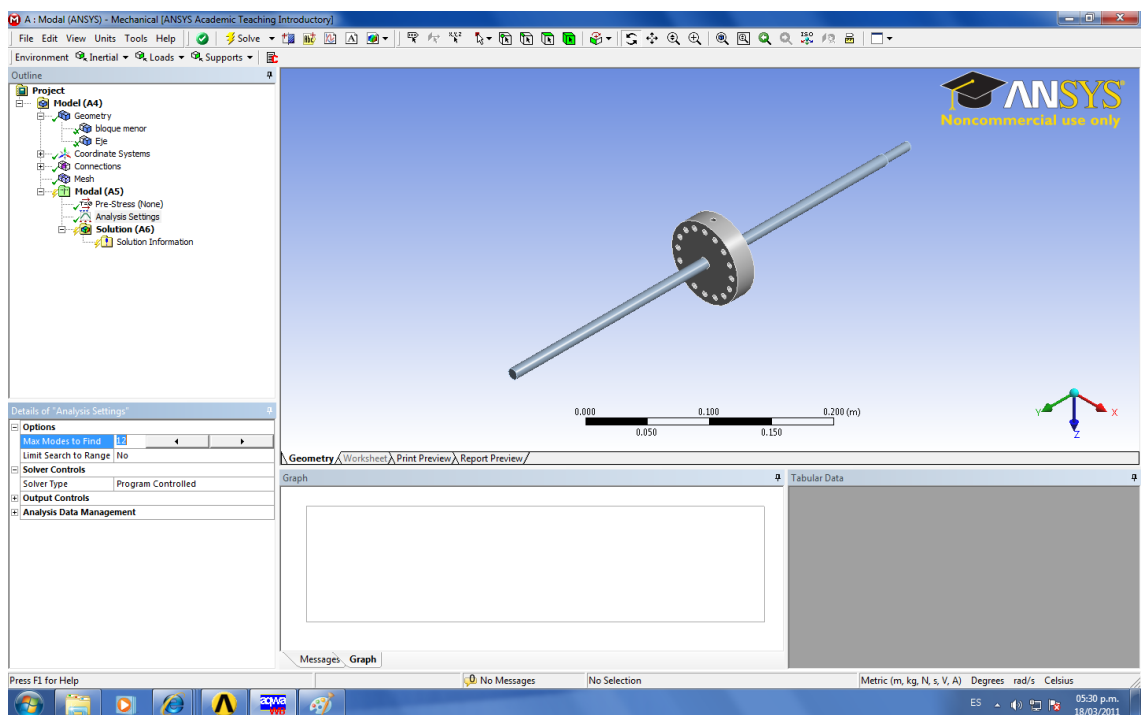 A : Modal (ANSYS) - Mechanical [ANSYS Academic Teaching Introductory]
File Edit View Units Tools Help Solve
Environment Inertial Loads Supports
Outline
Project
Model (A4)
Geometry
bloque menor
Eje
Coordinate Systems
Connections
Mesh
Modal (A5)
Pre-Stress (None)
Analysis Settings
Solution (A6)
Solution Information
ANSYS
Noncommercial use only
0.000 0.100 0.200 (m)
0.050 0.150
Y X
Z
Details of "Analysis Settings"
Options
Max Modes to Find 12
Limit Search to Range No
Solver Controls
Solver Type Program Controlled
Output Controls
Analysis Data Management
Geometry Worksheet Print Preview Report Preview
Graph
Tabular Data
Messages Graph
Press F1 for Help
0 No Messages
No Selection
Metric (m, kg, N, s, V, A) Degrees rad/s Celsius
aqwa
WB
ES
05:30 p.m.
18/03/2011